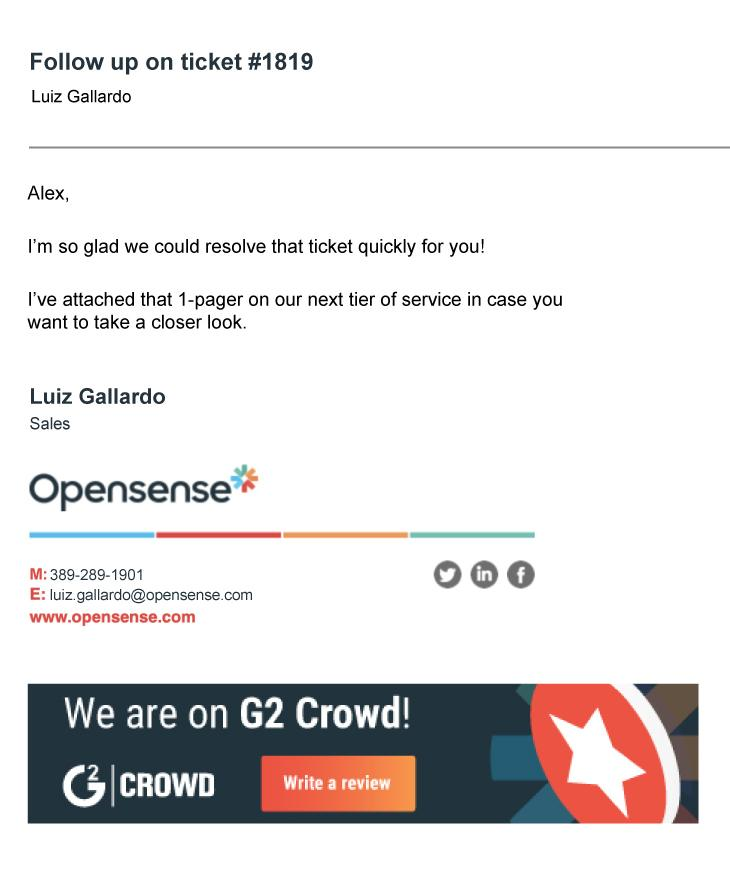 Follow up on ticket #1819
Luiz Gallardo
Alex,
I'm so glad we could resolve that ticket quickly for you!
I've attached that 1-pager on our next tier of service in case you
want to take a closer look.
Luiz Gallardo
Sales
Opensense
M: 389-289-1901
E: luiz.gallardo@opensense.com
www.opensense.com
We are on G2 Crowd!
G2 | CROWD
Write a review